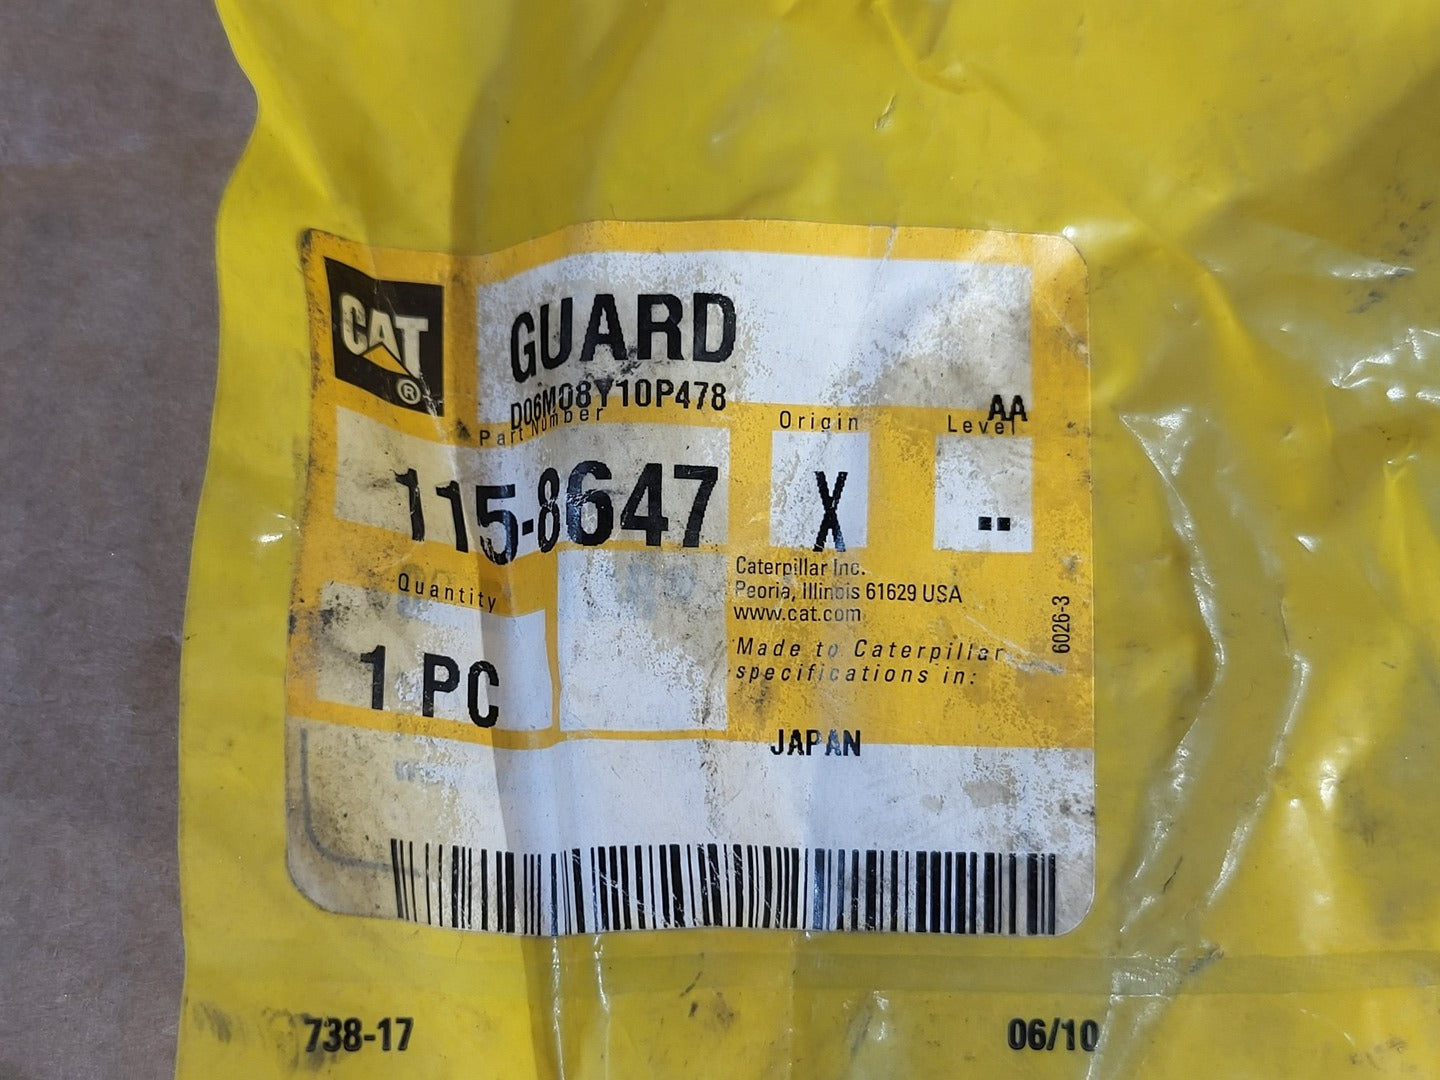 CAT®
GUARD
D06M08Y10P478
AA
Part Number
Origin
Level
115-8647
X
--
Quantity
1 PC
Caterpillar Inc.
Peoria, Illinois 61629 USA
www.cat.com
Made to Caterpillar
specifications in:
6026-3
JAPAN
738-17
06/10